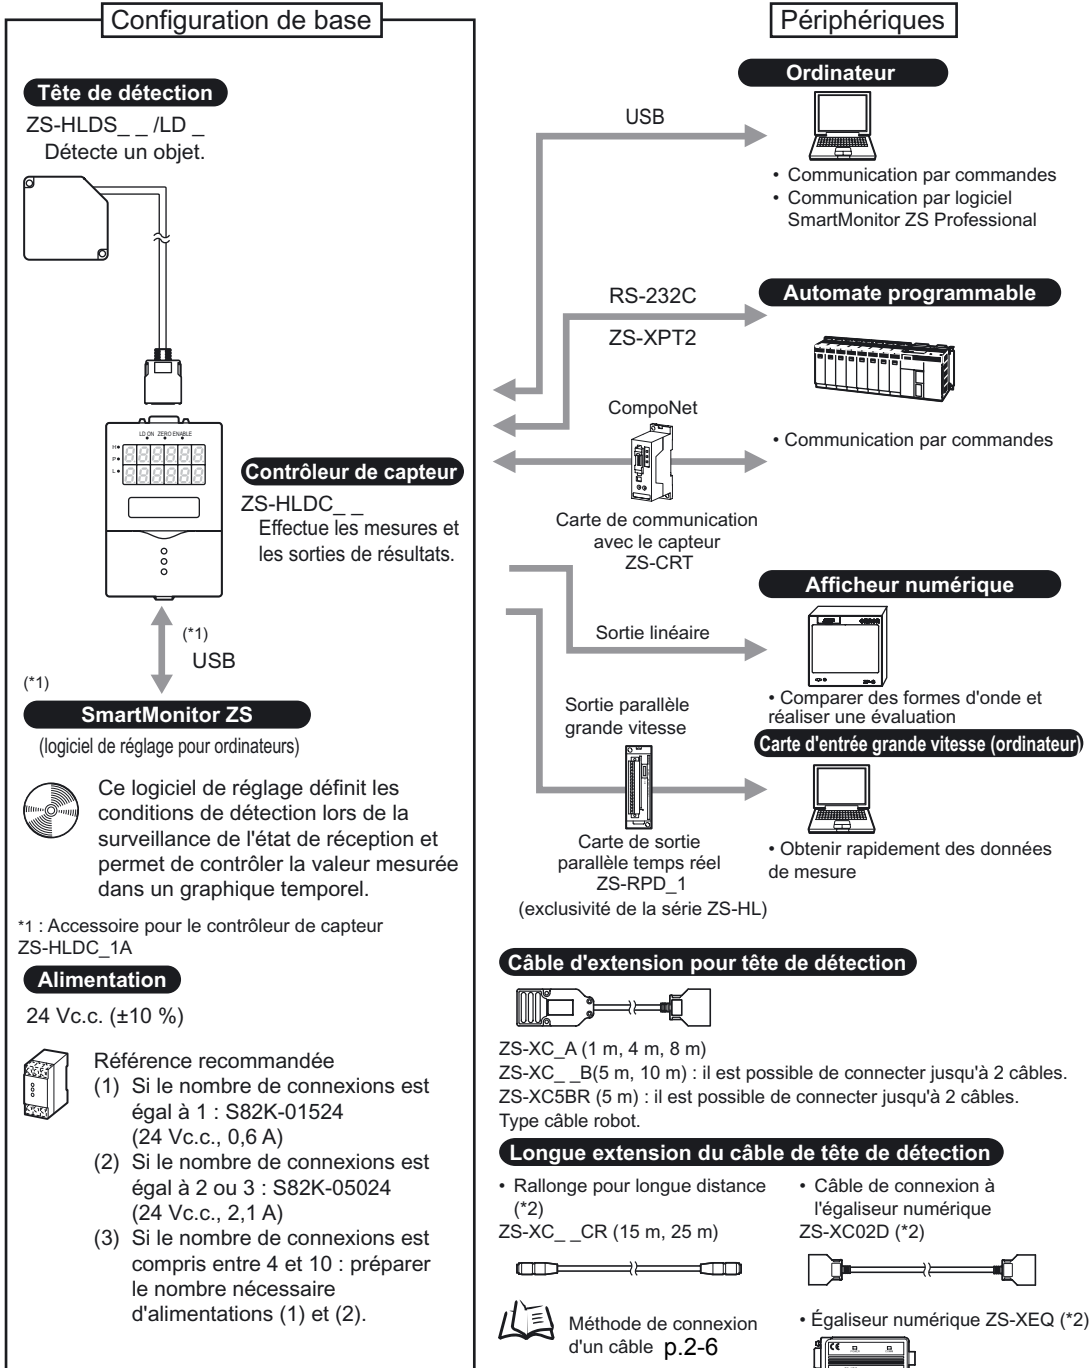 Configuration de base
Tête de détection
ZS-HLDS_ _ /LD _
Détecte un objet.
LD ON ZERO ENABLE
H
P
L
Contrôleur de capteur
ZS-HLDC_ _
Effectue les mesures et
les sorties de résultats.
(*1)
USB
(*1)
SmartMonitor ZS
(logiciel de réglage pour ordinateurs)
Ce logiciel de réglage définit les
conditions de détection lors de la
surveillance de l'état de réception et
permet de contrôler la valeur mesurée
dans un graphique temporel.
*1 : Accessoire pour le contrôleur de capteur
ZS-HLDC_1A
Alimentation
24 Vc.c. (±10 %)
Référence recommandée
(1) Si le nombre de connexions est
égal à 1 : S82K-01524
(24 Vc.c., 0,6 A)
(2) Si le nombre de connexions est
égal à 2 ou 3 : S82K-05024
(24 Vc.c., 2,1 A)
(3) Si le nombre de connexions est
compris entre 4 et 10 : préparer
le nombre nécessaire
d'alimentations (1) et (2).
Périphériques
Ordinateur
USB
• Communication par commandes
• Communication par logiciel
SmartMonitor ZS Professional
RS-232C
ZS-XPT2
Automate programmable
CompoNet
• Communication par commandes
Carte de communication
avec le capteur
ZS-CRT
Afficheur numérique
Sortie linéaire
• Comparer des formes d'onde et
réaliser une évaluation
Sortie parallèle
grande vitesse
Carte d'entrée grande vitesse (ordinateur)
Carte de sortie
parallèle temps réel
ZS-RPD_1
(exclusivité de la série ZS-HL)
• Obtenir rapidement des données
de mesure
Câble d'extension pour tête de détection
ZS-XC_A (1 m, 4 m, 8 m)
ZS-XC_ _B(5 m, 10 m) : il est possible de connecter jusqu'à 2 câbles.
ZS-XC5BR (5 m) : il est possible de connecter jusqu'à 2 câbles.
Type câble robot.
Longue extension du câble de tête de détection
• Rallonge pour longue distance
(*2)
ZS-XC_ _CR (15 m, 25 m)
• Câble de connexion à
l'égaliseur numérique
ZS-XC02D (*2)
Méthode de connexion
d'un câble p.2-6
• Égaliseur numérique ZS-XEQ (*2)
CE